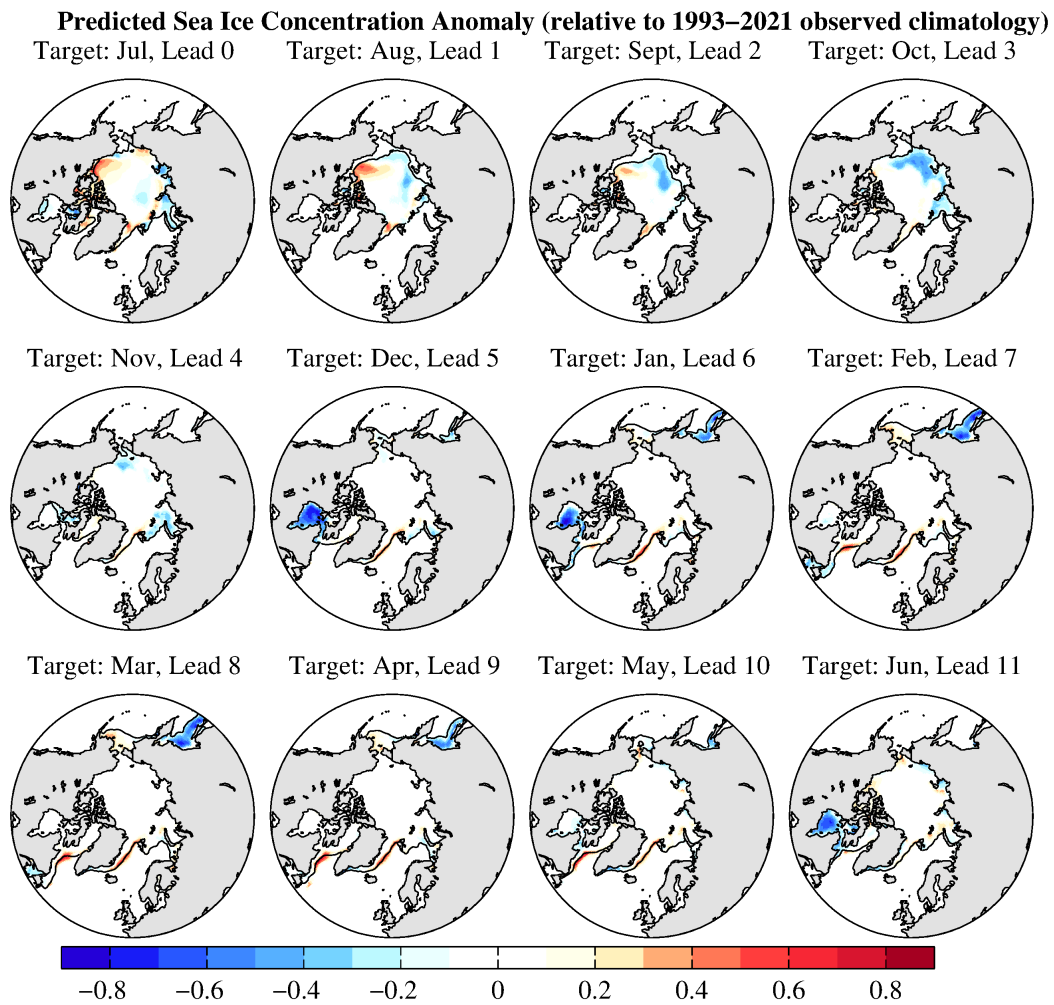 Predicted Sea Ice Concentration Anomaly (relative to 1993−2021 observed climatology)
Target: Jul, Lead 0
Target: Aug, Lead 1
Target: Sept, Lead 2
Target: Oct, Lead 3
Target: Nov, Lead 4
Target: Dec, Lead 5
Target: Jan, Lead 6
Target: Feb, Lead 7
Target: Mar, Lead 8
Target: Apr, Lead 9
Target: May, Lead 10
Target: Jun, Lead 11
−0.8 −0.6 −0.4 −0.2 0 0.2 0.4 0.6 0.8